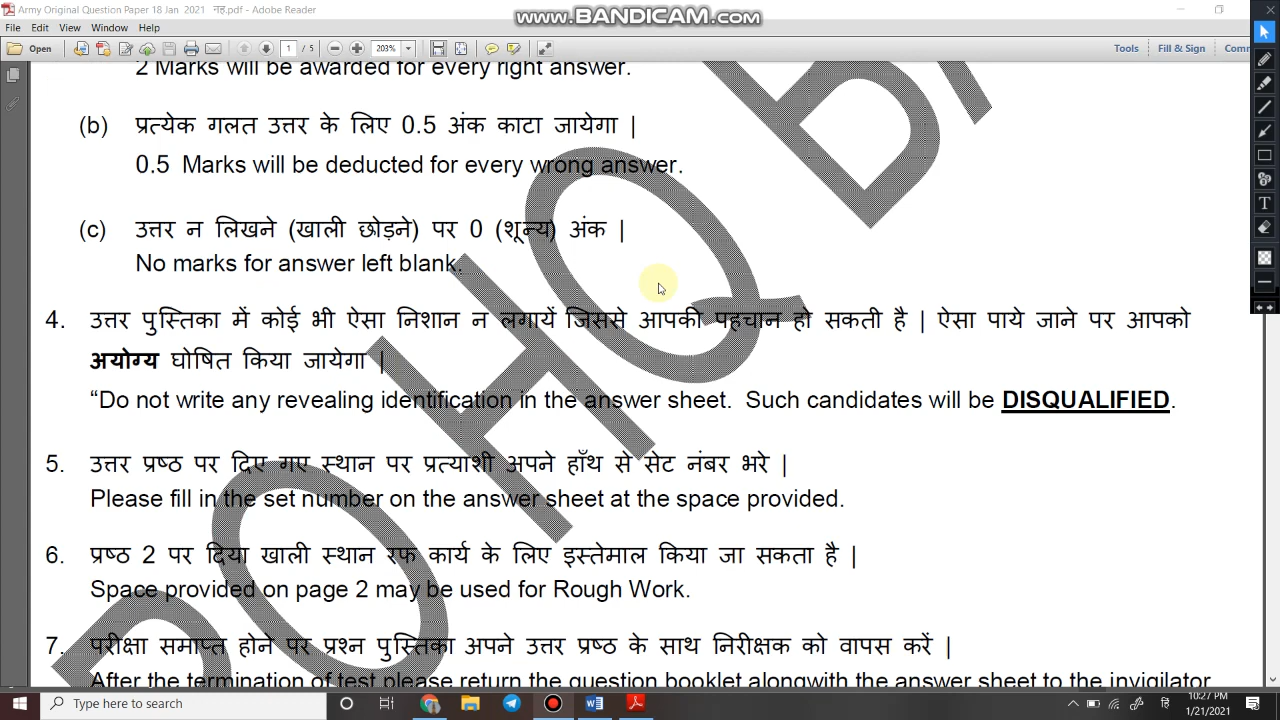 Army Original Question Paper 18 Jan 2021 नह.pdf - Adobe Reader
www.BANDICAM.com
File Edit View Window Help
Open 1 / 5 203% Tools Fill & Sign Comm
2 Marks will be awarded for every right answer.
(b) प्रत्येक गलत उत्तर के लिए 0.5 अंक काटा जायेगा |
0.5 Marks will be deducted for every wrong answer.
(c) उत्तर न लिखने (खाली छोड़ने) पर 0 (शून्य) अंक |
No marks for answer left blank.
4. उत्तर पुस्तिका में कोई भी ऐसा निशान न लगायें जिससे आपकी पहचान हो सकती है | ऐसा पाये जाने पर आपको
अयोग्य घोषित किया जायेगा |
“Do not write any revealing identification in the answer sheet. Such candidates will be DISQUALIFIED.
5. उत्तर प्रष्ठ पर दिए गए स्थान पर प्रत्याशी अपने हाँथ से सेट नंबर भरे |
Please fill in the set number on the answer sheet at the space provided.
6. प्रष्ठ 2 पर दिया खाली स्थान रफ कार्य के लिए इस्तेमाल किया जा सकता है |
Space provided on page 2 may be used for Rough Work.
7. परीक्षा समाप्त होने पर प्रश्न पुस्तिका अपने उत्तर प्रष्ठ के साथ निरीक्षक को वापस करें |
After the termination of test please return the question booklet alongwith the answer sheet to the invigilator
Type here to search
10:27 PM
1/21/2021